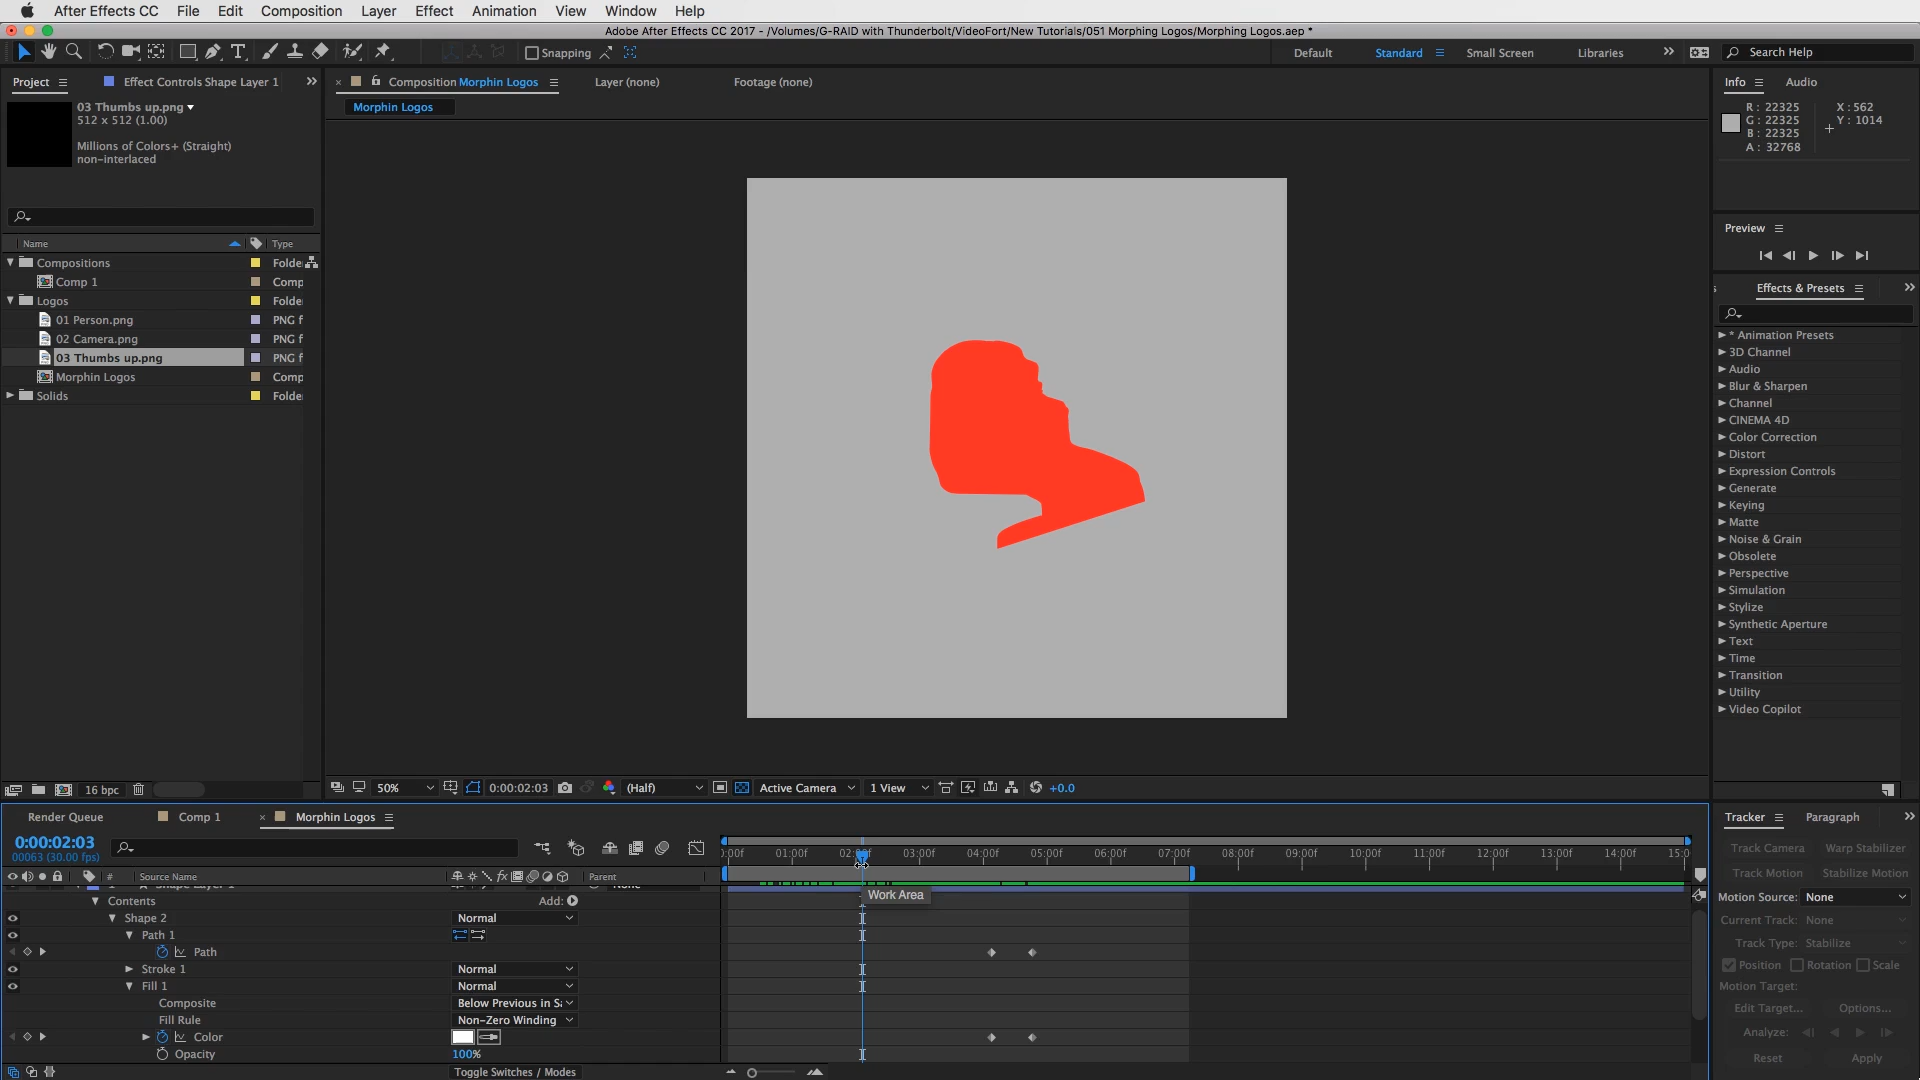 After Effects CC File Edit Composition Layer Effect Animation View Window Help
Adobe After Effects CC 2017 - /Volumes/G-RAID with Thunderbolt/VideoFort/New Tutorials/051 Morphing Logos/Morphing Logos.aep *
Snapping Default Standard Small Screen Libraries Search Help
Project Effect Controls Shape Layer 1 Composition Morphin Logos Layer (none) Footage (none) Info Audio
03 Thumbs up.png
512 x 512 (1.00)
Millions of Colors+ (Straight)
non-interlaced
Morphin Logos
R: 22325 X: 562
G: 22325 Y: 1014
B: 22325
A: 32768
Preview
Name Type
Compositions Folde
Comp 1 Comp
Logos Folde
01 Person.png PNG f
02 Camera.png PNG f
03 Thumbs up.png PNG f
Morphin Logos Comp
Solids Folde
Effects & Presets
* Animation Presets
3D Channel
Audio
Blur & Sharpen
Channel
CINEMA 4D
Color Correction
Distort
Expression Controls
Generate
Keying
Matte
Noise & Grain
Obsolete
Perspective
Simulation
Stylize
Synthetic Aperture
Text
Time
Transition
Utility
Video Copilot
16 bpc 50% 0:00:02:03 (Half) Active Camera 1 View +0.0
Render Queue Comp 1 Morphin Logos
0:00:02:03
00063 (30.00 fps)
:00f 01:00f 02:00f 03:00f 04:00f 05:00f 06:00f 07:00f 08:00f 09:00f 10:00f 11:00f 12:00f 13:00f 14:00f 15:0
# Source Name Parent
Work Area
Contents Add:
Shape 2 Normal
Path 1
Path
Stroke 1 Normal
Fill 1 Normal
Composite Below Previous in Sa
Fill Rule Non-Zero Winding
Color
Opacity 100%
Toggle Switches / Modes
Tracker Paragraph
Track Camera Warp Stabilizer
Track Motion Stabilize Motion
Motion Source: None
Current Track: None
Track Type: Stabilize
Position Rotation Scale
Motion Target:
Edit Target... Options...
Analyze:
Reset Apply